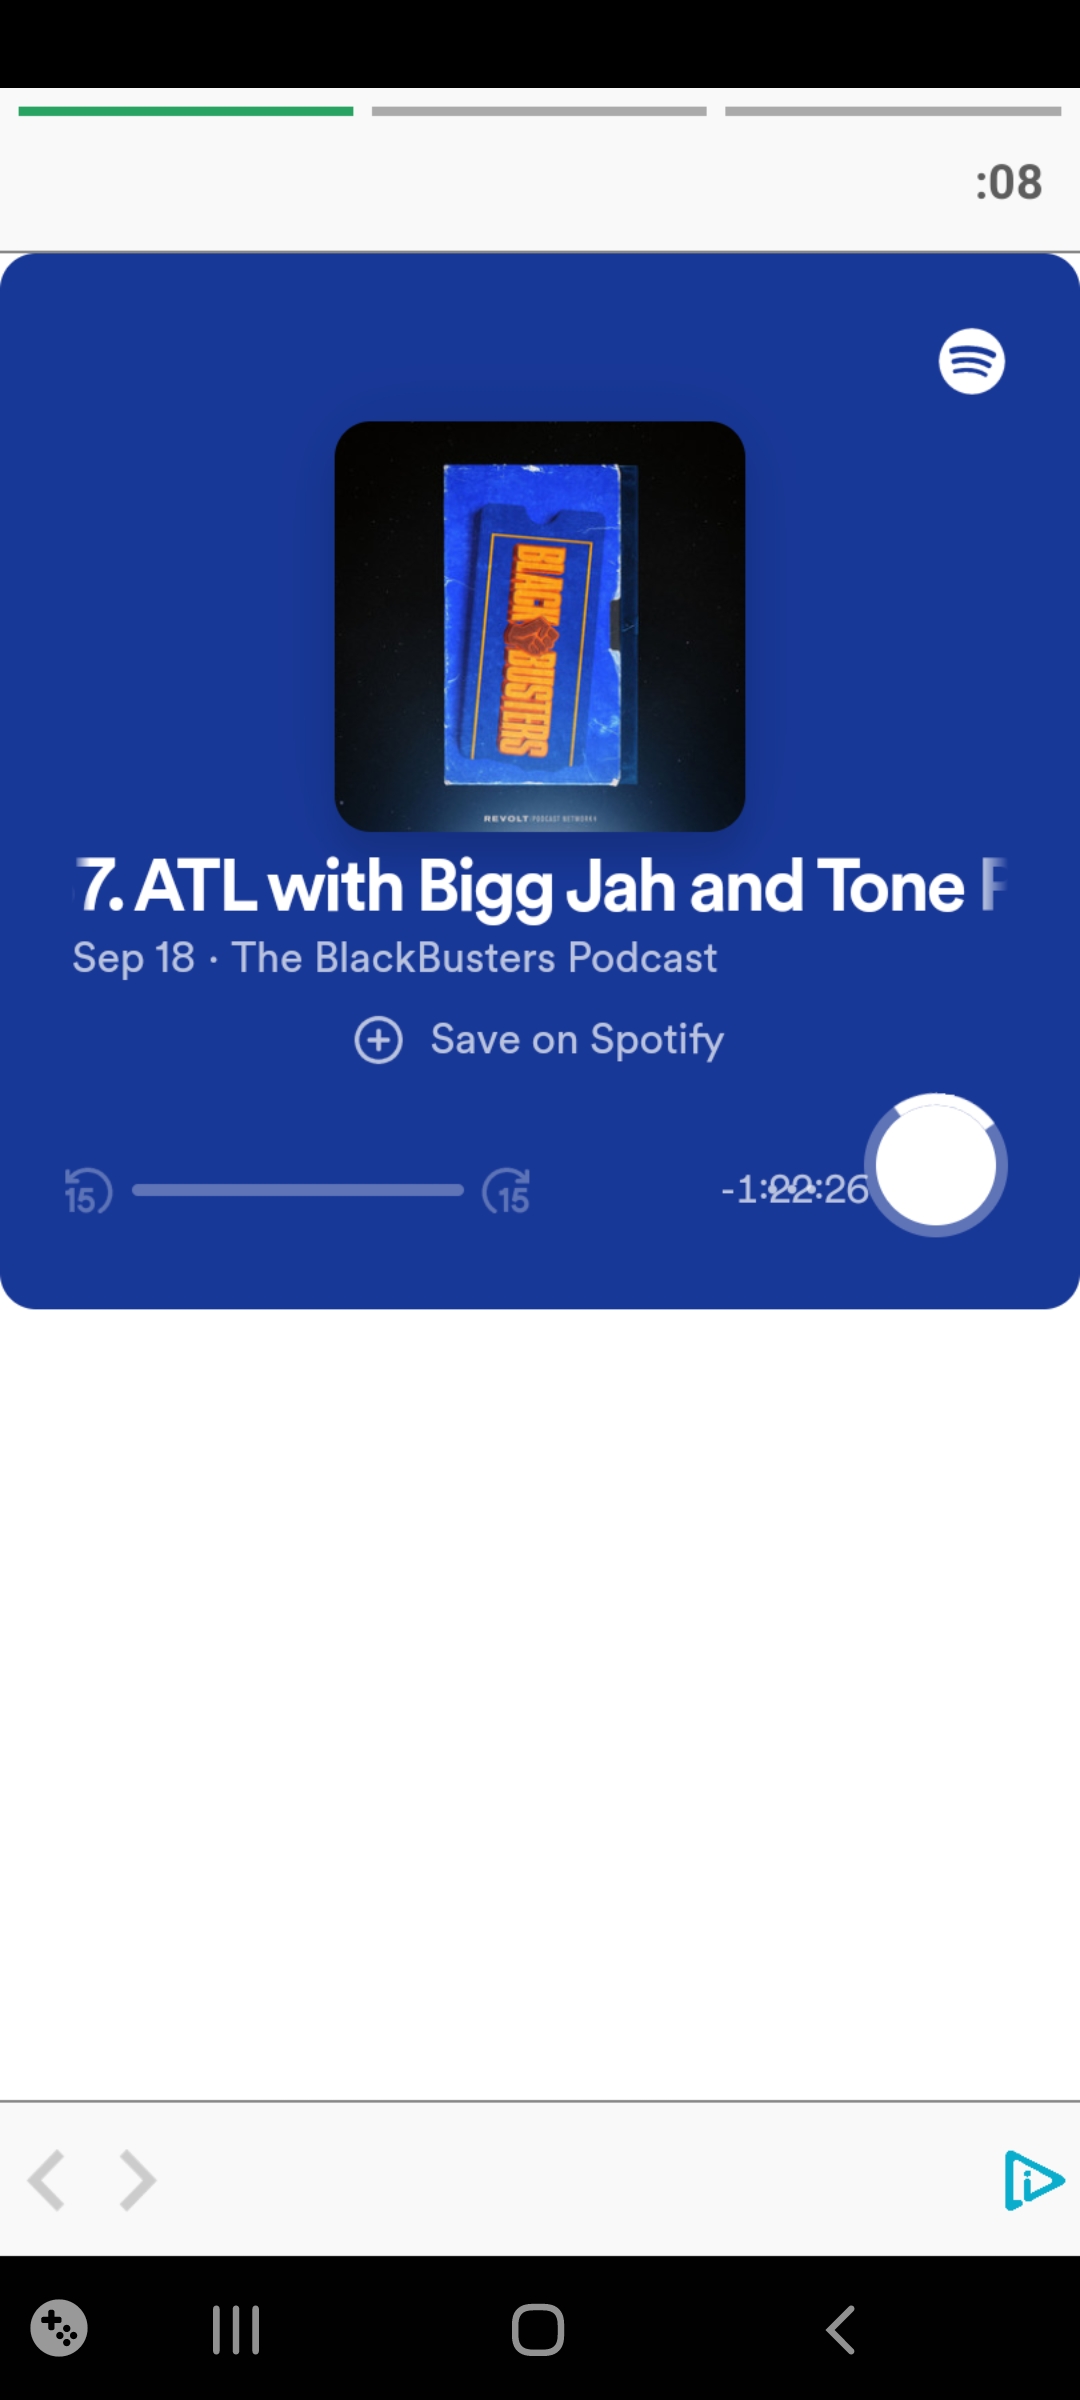 :08
BLACK
BUSTERS
REVOLT PODCAST NETWORK
7. ATL with Bigg Jah and Tone
Sep 18 · The BlackBusters Podcast
Save on Spotify
15
15
-1:22:26